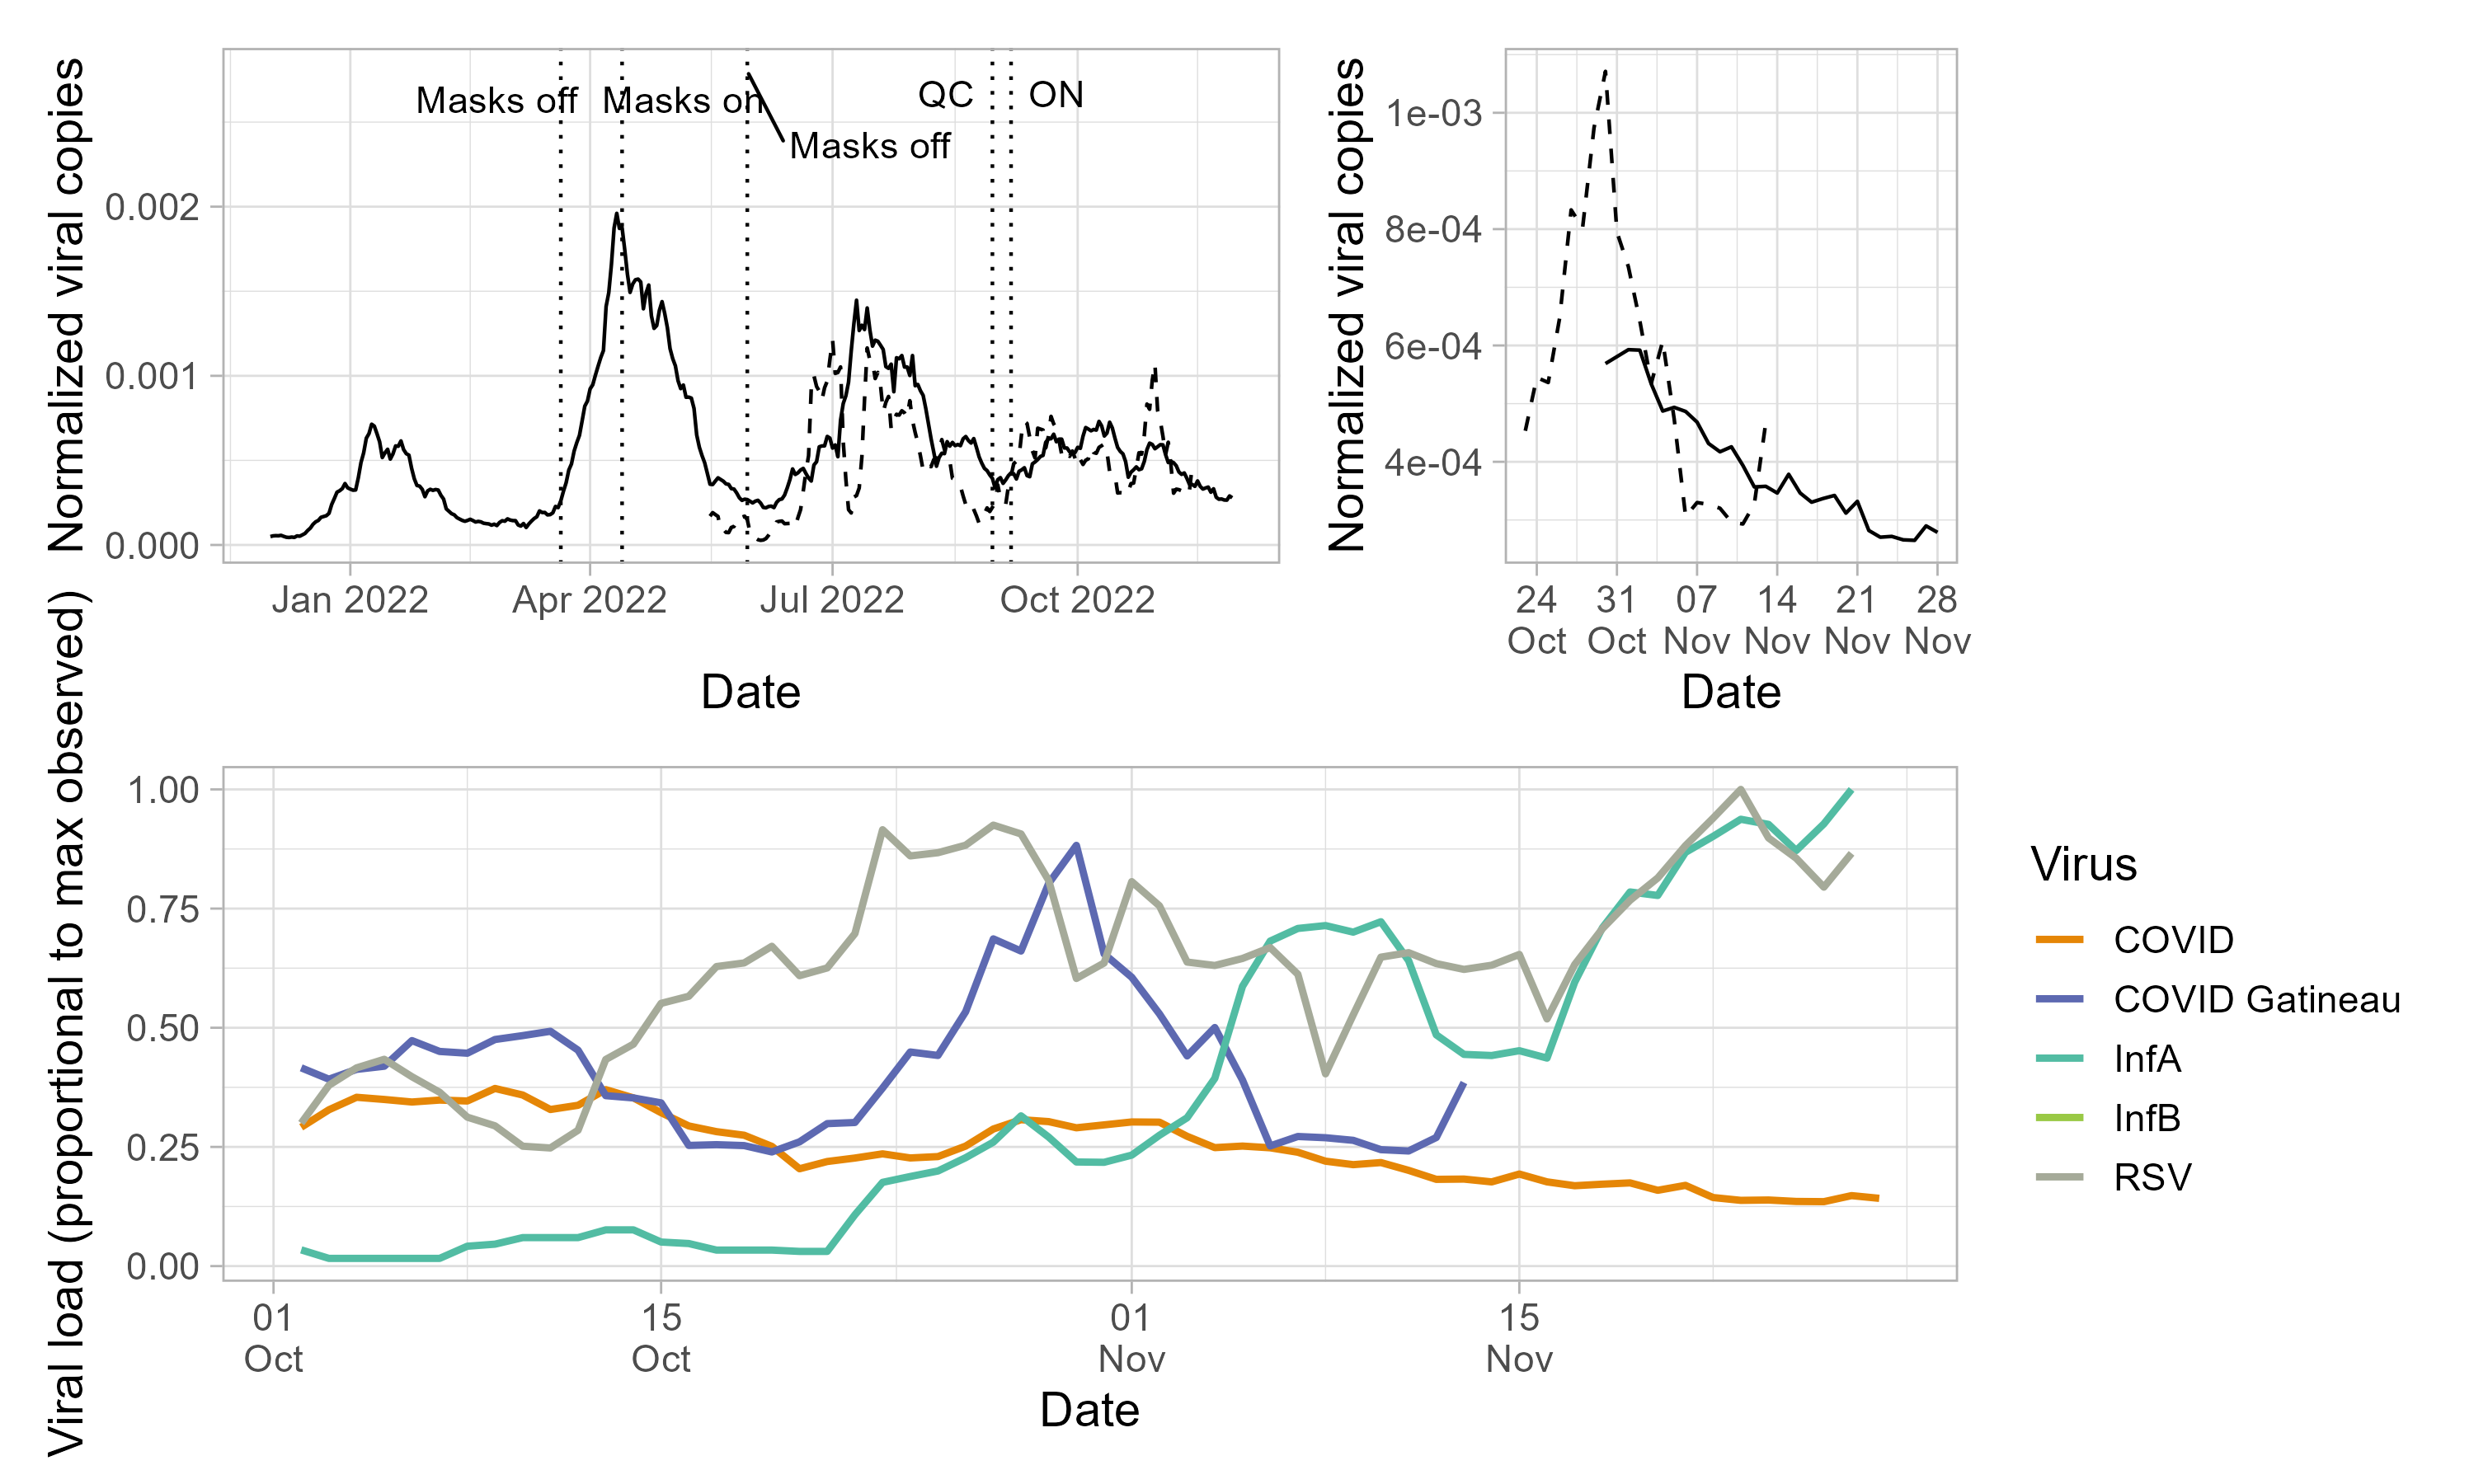 Normalized viral copies
0.002
0.001
0.000
Masks off
Masks on
Masks off
QC
ON
Jan 2022
Apr 2022
Jul 2022
Oct 2022
Date
Normalized viral copies
1e-03
8e-04
6e-04
4e-04
24
Oct
31
Oct
07
Nov
14
Nov
21
Nov
28
Nov
Date
Viral load (proportional to max observed)
1.00
0.75
0.50
0.25
0.00
01
Oct
15
Oct
01
Nov
15
Nov
Date
Virus
COVID
COVID Gatineau
InfA
InfB
RSV